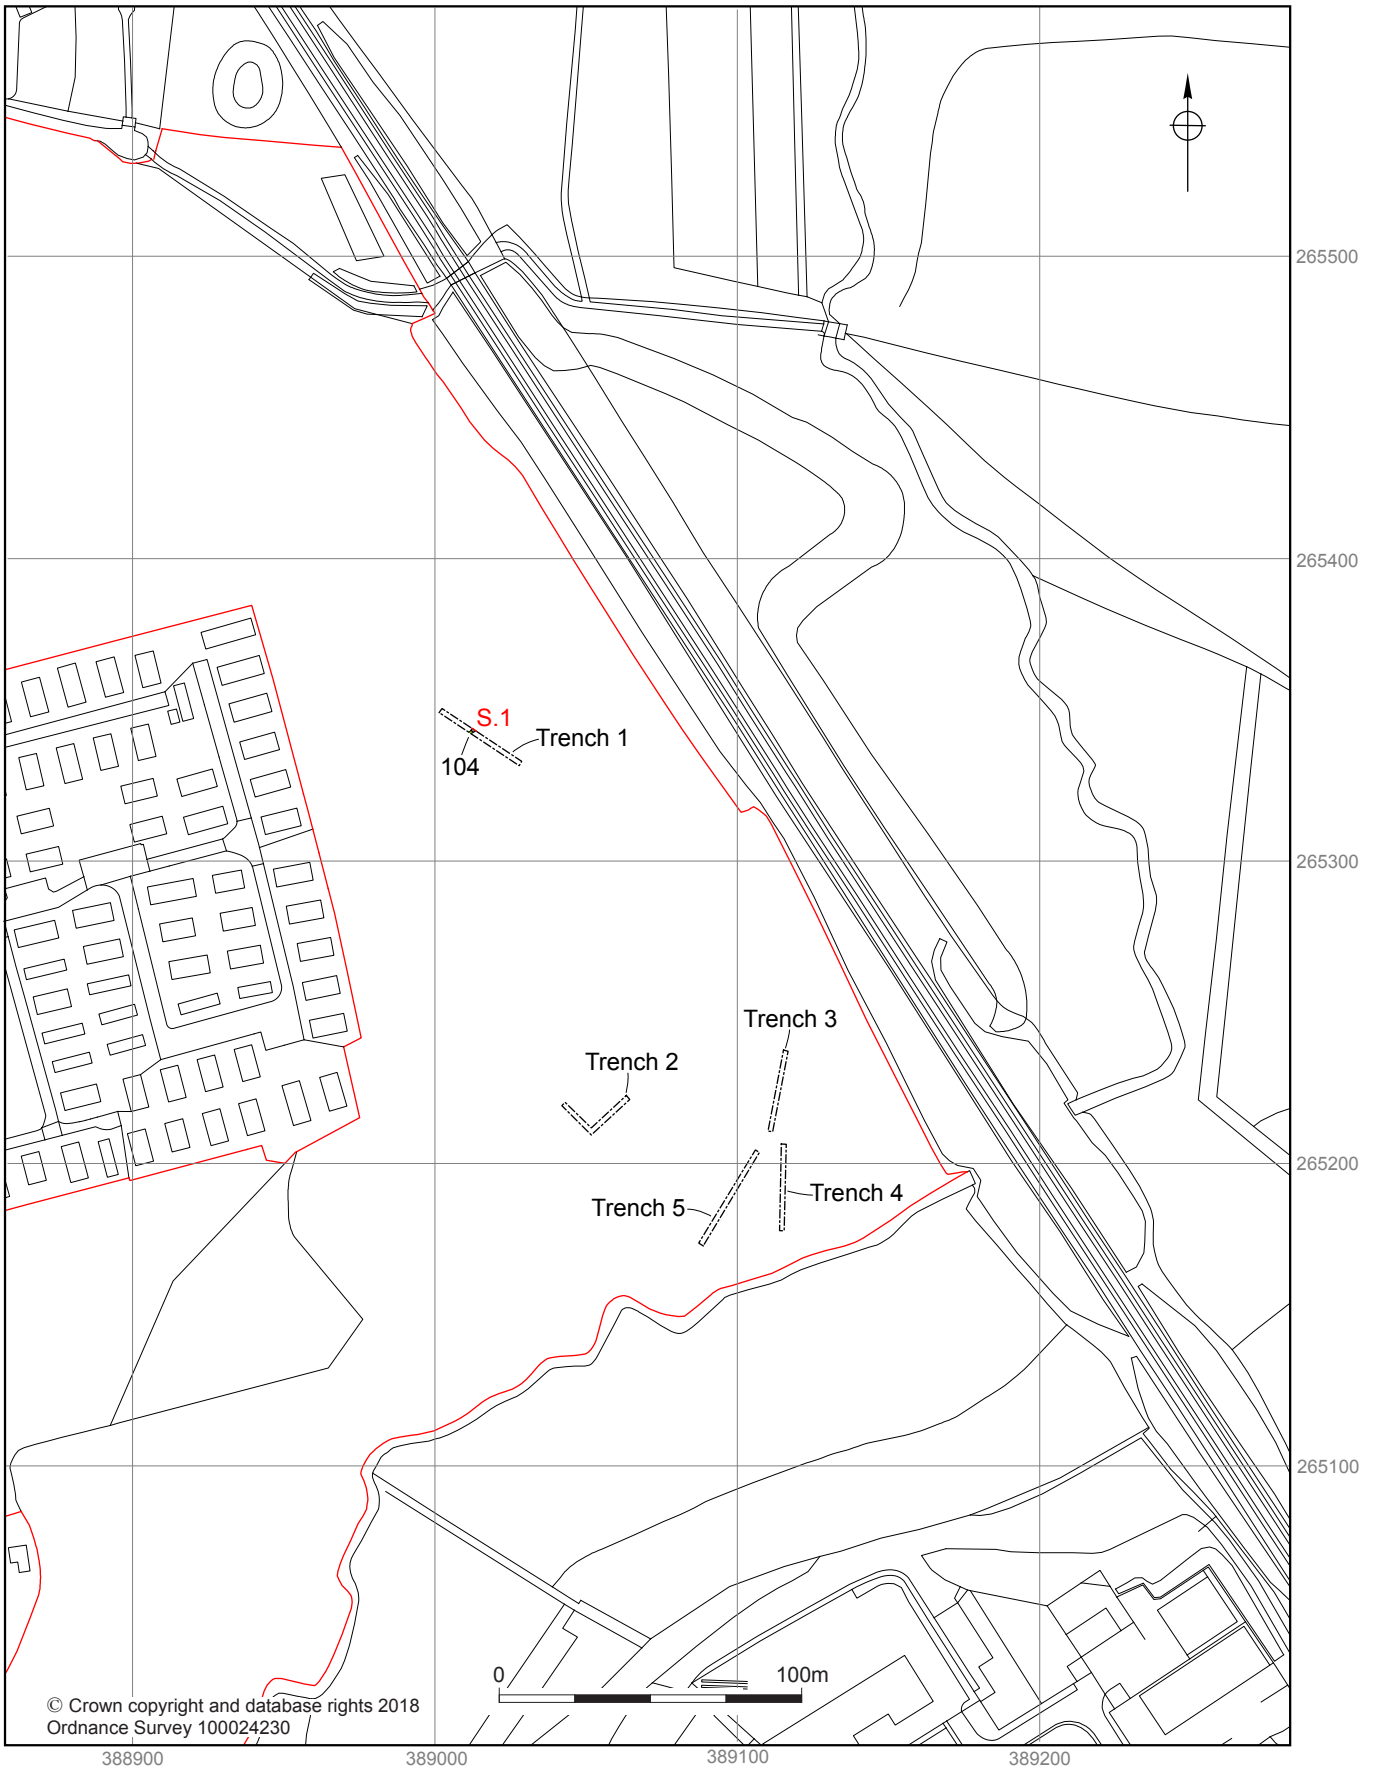 265500
265400
S.1
Trench 1
104
265300
Trench 3
Trench 2
265200
Trench 4
Trench 5
265100
0 100m
© Crown copyright and database rights 2018
Ordnance Survey 100024230
388900 389000 389100 389200